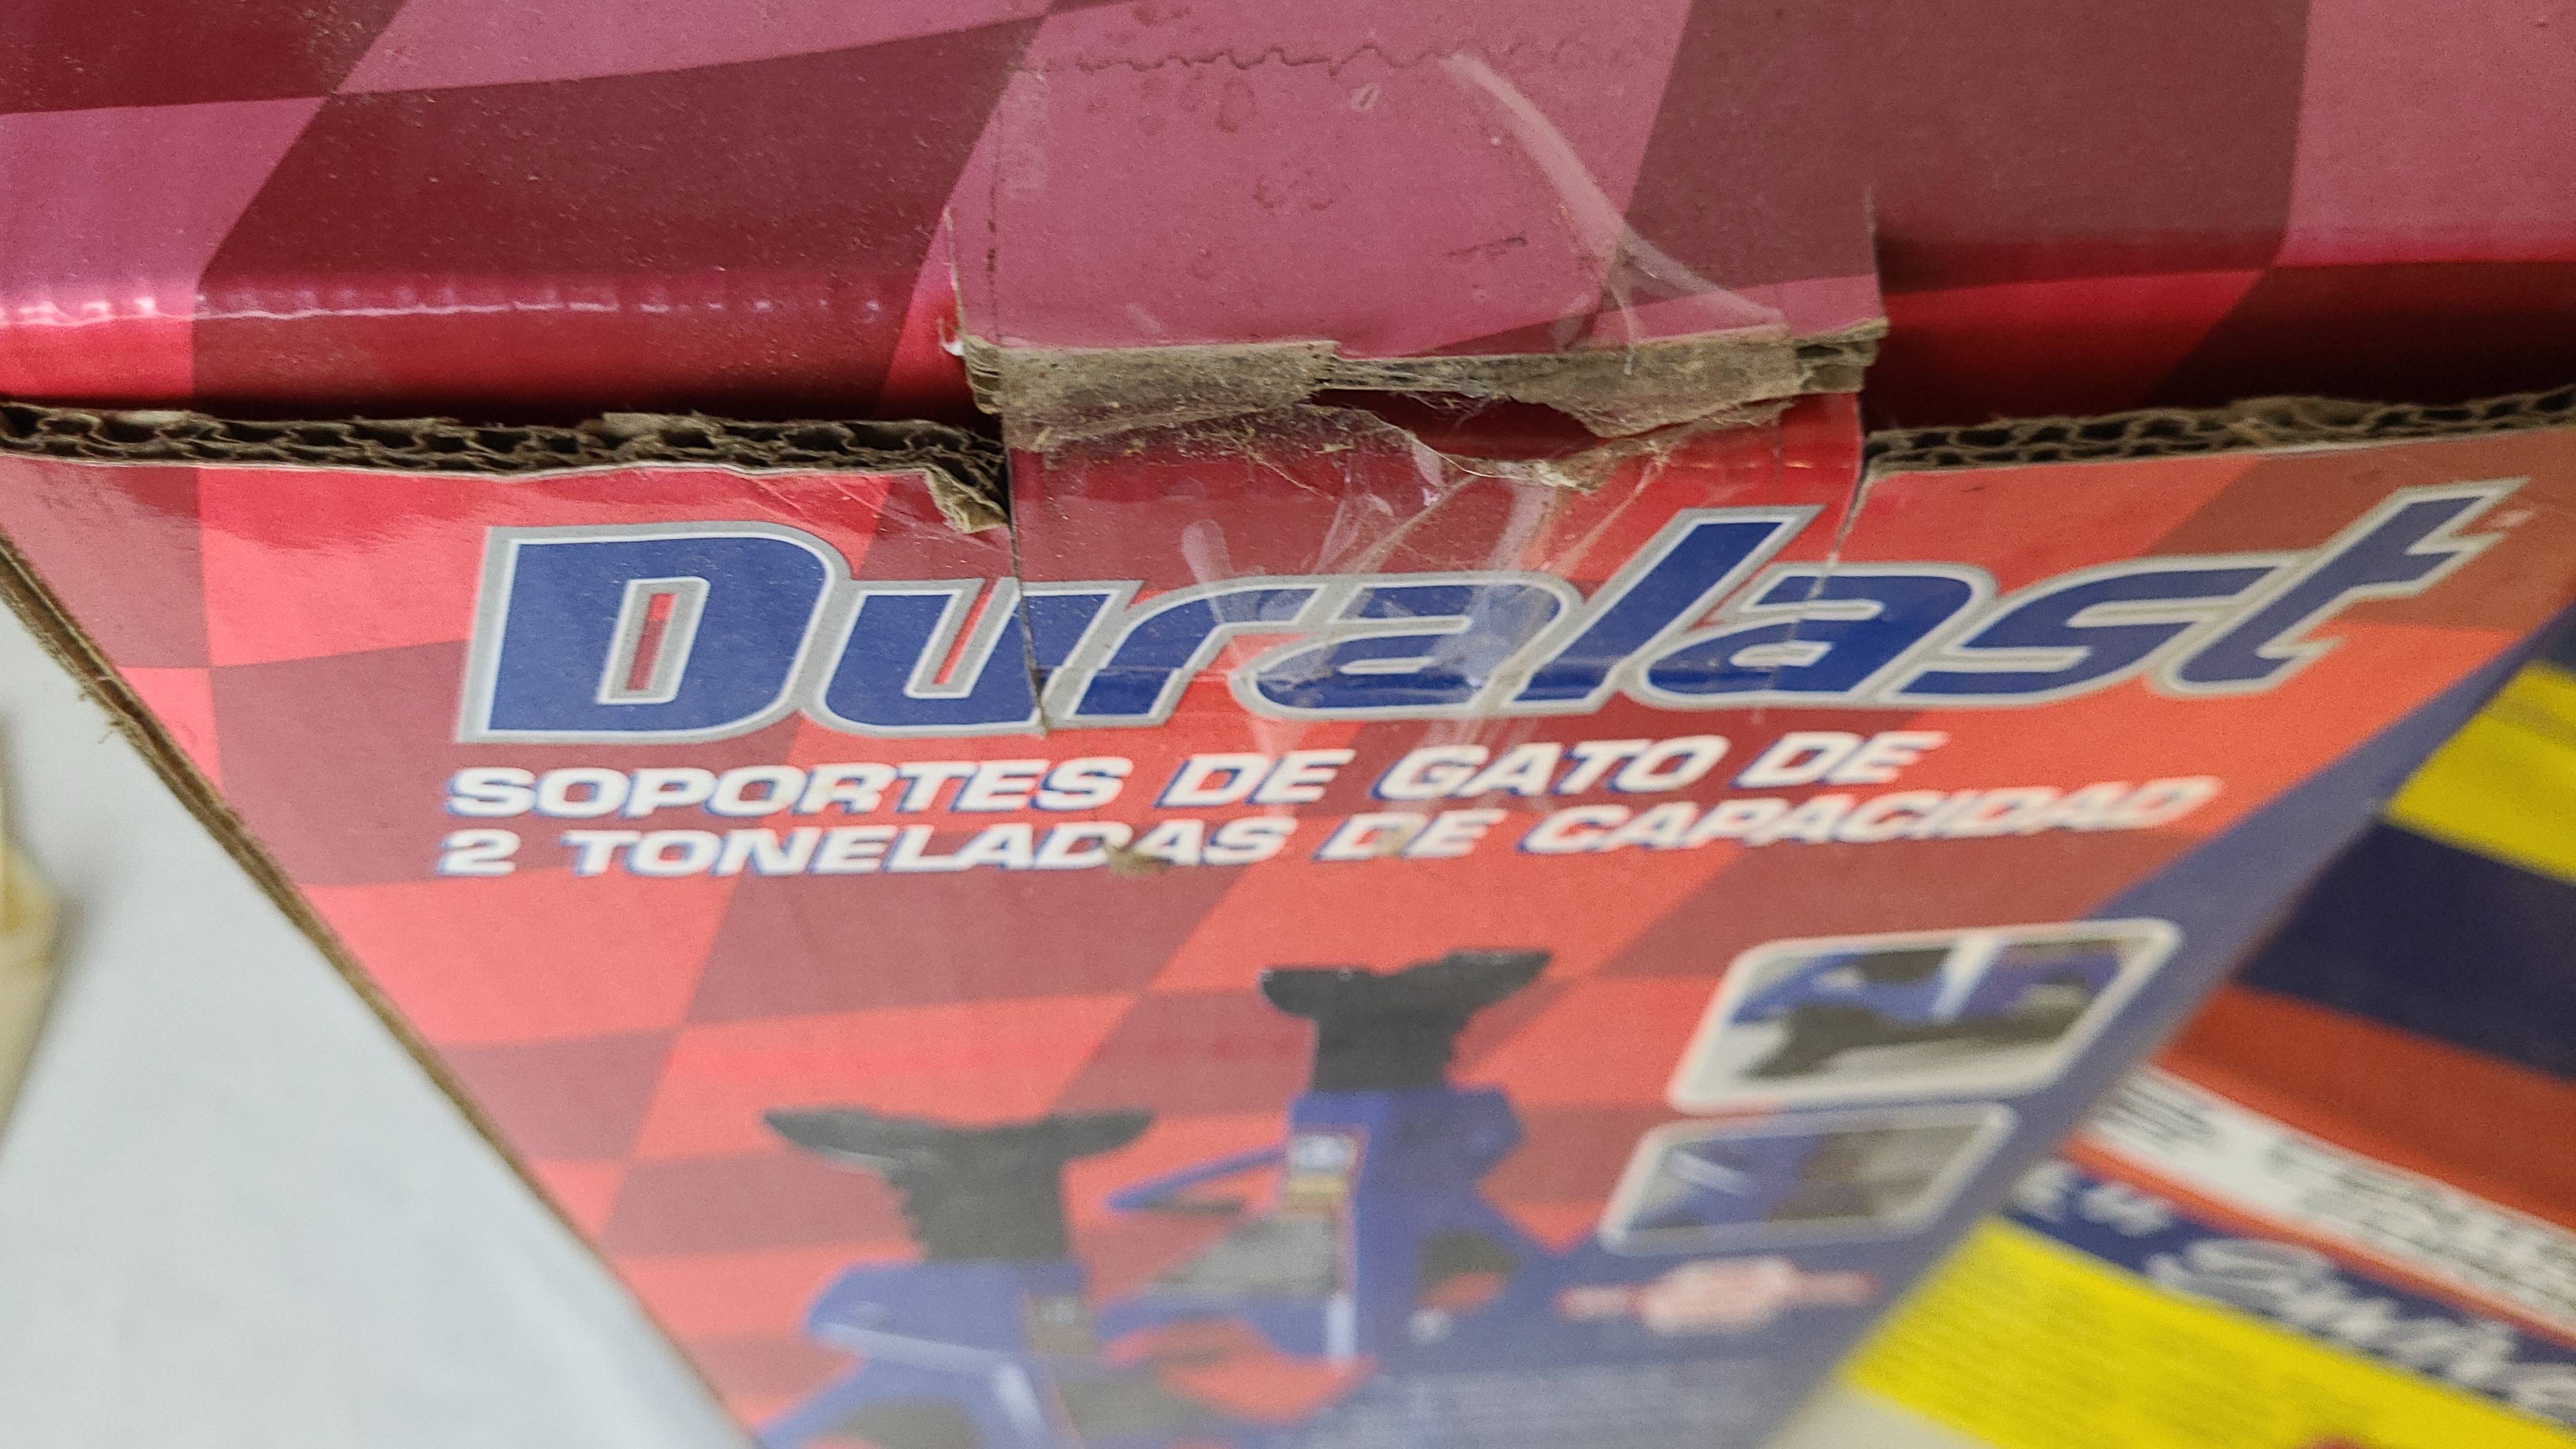 Duralast
SOPORTES DE GATO DE
2 TONELADAS DE CAPACIDAD